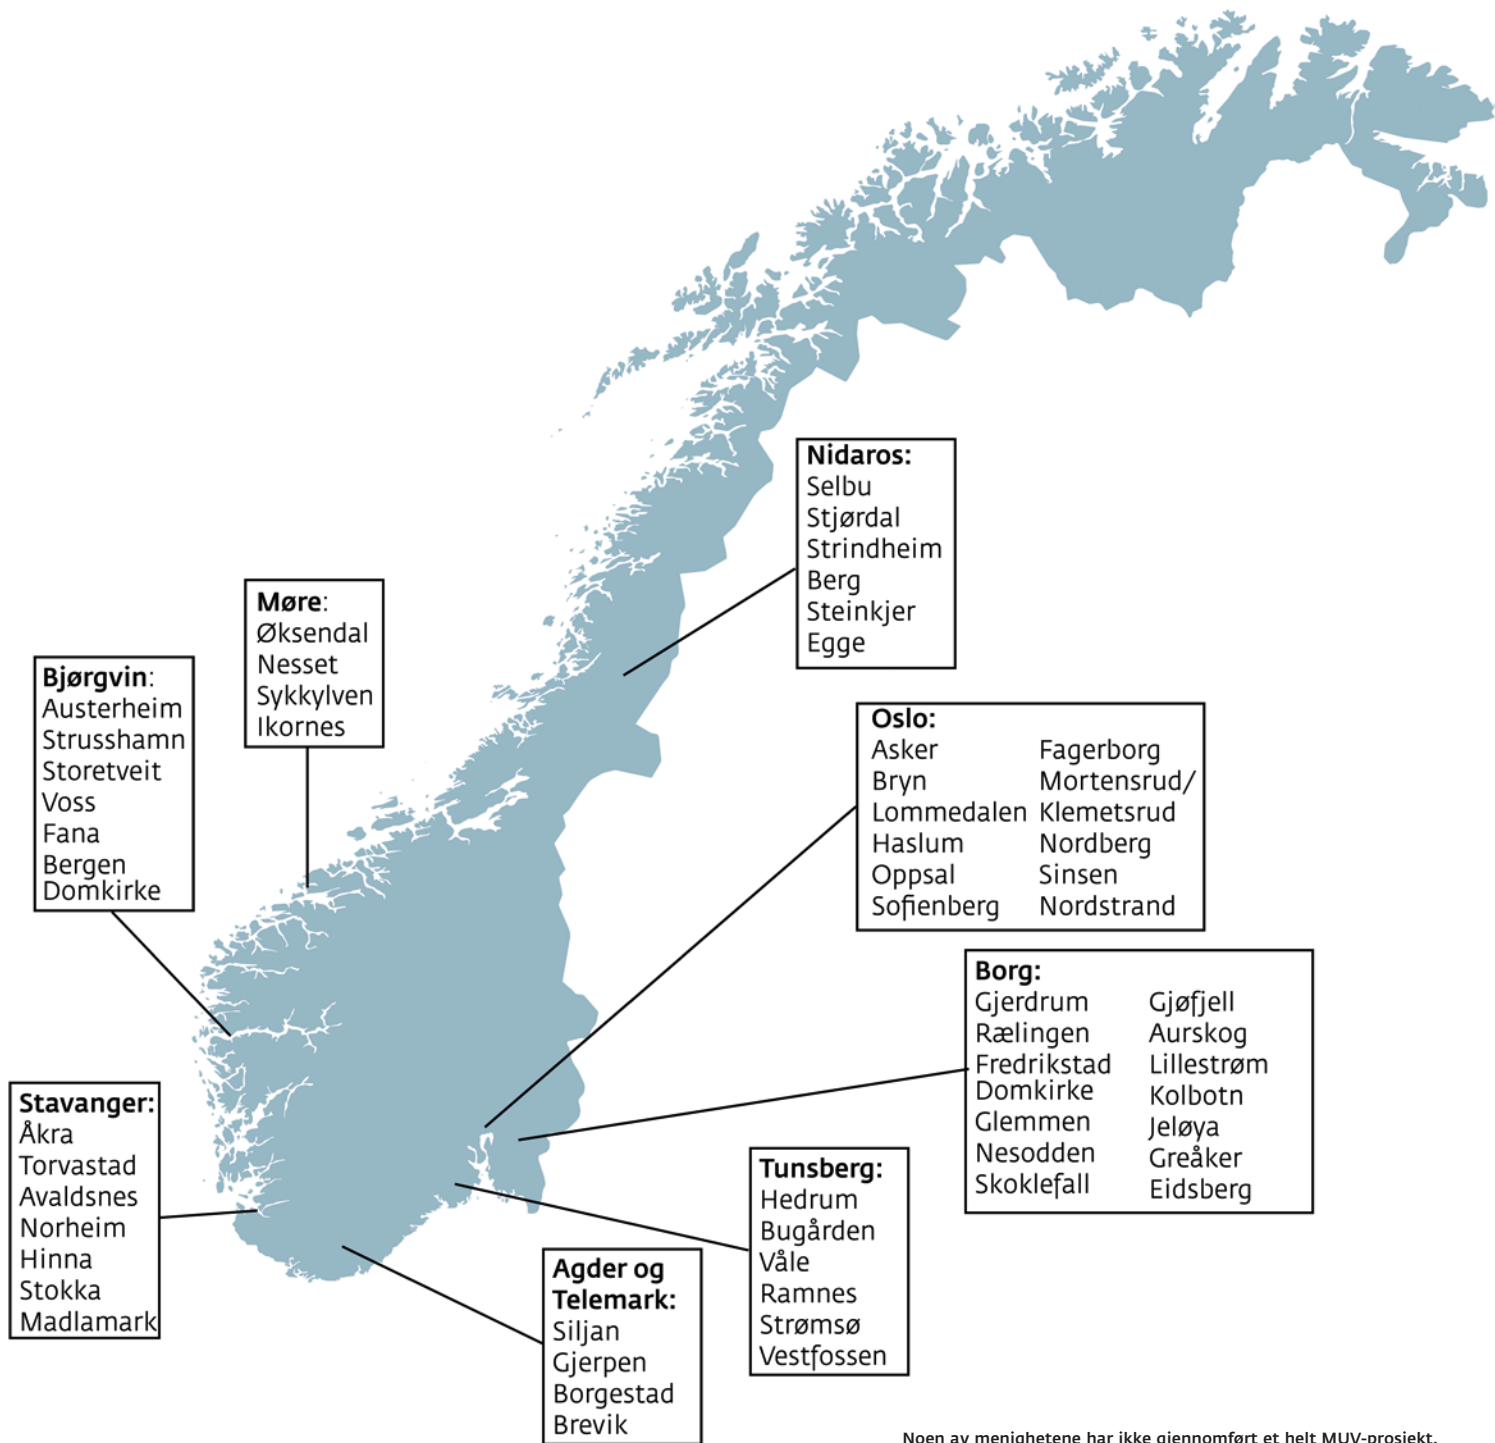 Nidaros:
Selbu
Stjørdal
Strindheim
Berg
Steinkjer
Egge
Møre:
Øksendal
Nesset
Sykkylven
Ikornes
Bjørgvin:
Austerheim
Strusshamn
Storetveit
Voss
Fana
Bergen
Domkirke
Oslo:
Asker
Bryn
Lommedalen
Haslum
Oppsal
Sofienberg
Fagerborg
Mortensrud/
Klemetsrud
Nordberg
Sinsen
Nordstrand
Borg:
Gjerdrum
Rælingen
Fredrikstad
Domkirke
Glemmen
Nesodden
Skoklefall
Gjøfjell
Aurskog
Lillestrøm
Kolbotn
Jeløya
Greåker
Eidsberg
Stavanger:
Åkra
Torvastad
Avaldsnes
Norheim
Hinna
Stokka
Madlamark
Tunsberg:
Hedrum
Bugården
Våle
Ramnes
Strømsø
Vestfossen
Agder og
Telemark:
Siljan
Gjerpen
Borgestad
Brevik
Noen av menighetene har ikke gjennomført et helt MUV-prosjekt.